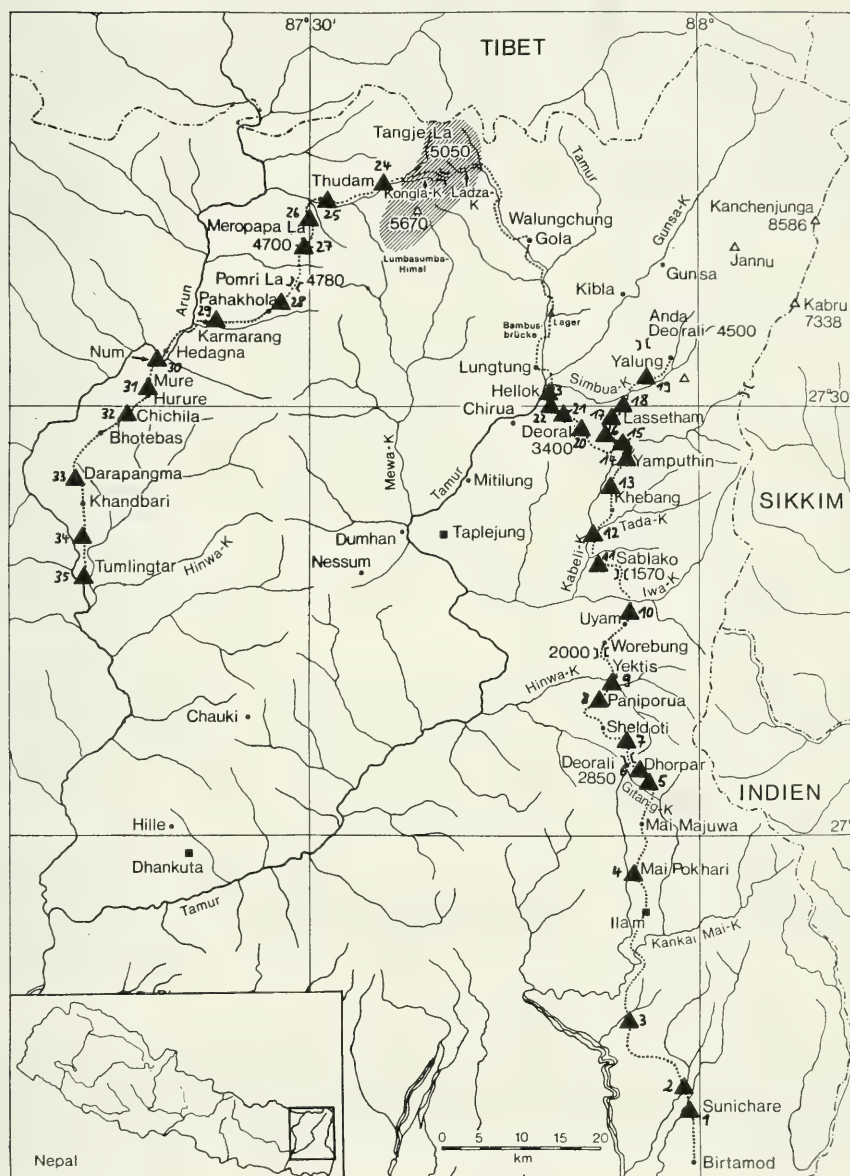 87°30'
88°
TIBET
Tangje La
5050
24
Thudam
Kongla-K
Ladza-K
5670
Lumbasumba-Himal
26
25
Meropapa La
4700
27
Pomri La
4780
Pahakhola
28
29
Karmarang
Arun
Tamur
Walungchung
Gola
Gunsa-K
Kanchenjunga
8586
Jannu
Gunsa
Kibla
Kabru
7338
Anda
Deorali 4500
Bambus-
brücke
Lager
Lungtung
Yalung
19
Simbua-K
Num
Hedagna
30
31
Mure
Hurure
32
Chichila
Bhotebas
33
Darapangma
Khandbari
34
35
Tumlingtar
Hinwa-K
Hellok
3
18
27°30'
Chirua
22
21
17
Lassetham
Deorali
3400
20
16
15
14
Yamputhin
13
Khebang
Mewa-K
Tamur
Mitilung
Dumhan
Taplejung
Nessum
SIKKIM
Tada-K
12
Kabeli-K
11
Sablako
1570
Iwa-K
Uyam
10
2000
Worebung
Yektis
Hinwa-K
9
8
Paniporua
Sheldoti
7
Deorali
2850
6
Dhorpar
5
Gitang-K
INDIEN
Chauki
Hille
Dhankuta
Tamur
Mai Majuwa
27°
4
Mai Pokhari
Ilam
Kankai Mai-K
3
2
Sunichare
1
Birtamod
0 5 10 15 20
km
Nepal